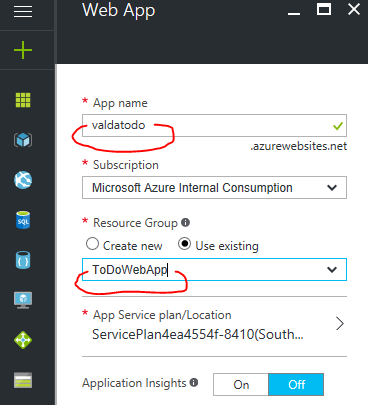 Web App
* App name
valdatodo
.azurewebsites.net
* Subscription
Microsoft Azure Internal Consumption
* Resource Group
Create new Use existing
ToDoWebApp
* App Service plan/Location
ServicePlan4ea4554f-8410(South...
Application Insights On Off
SQL